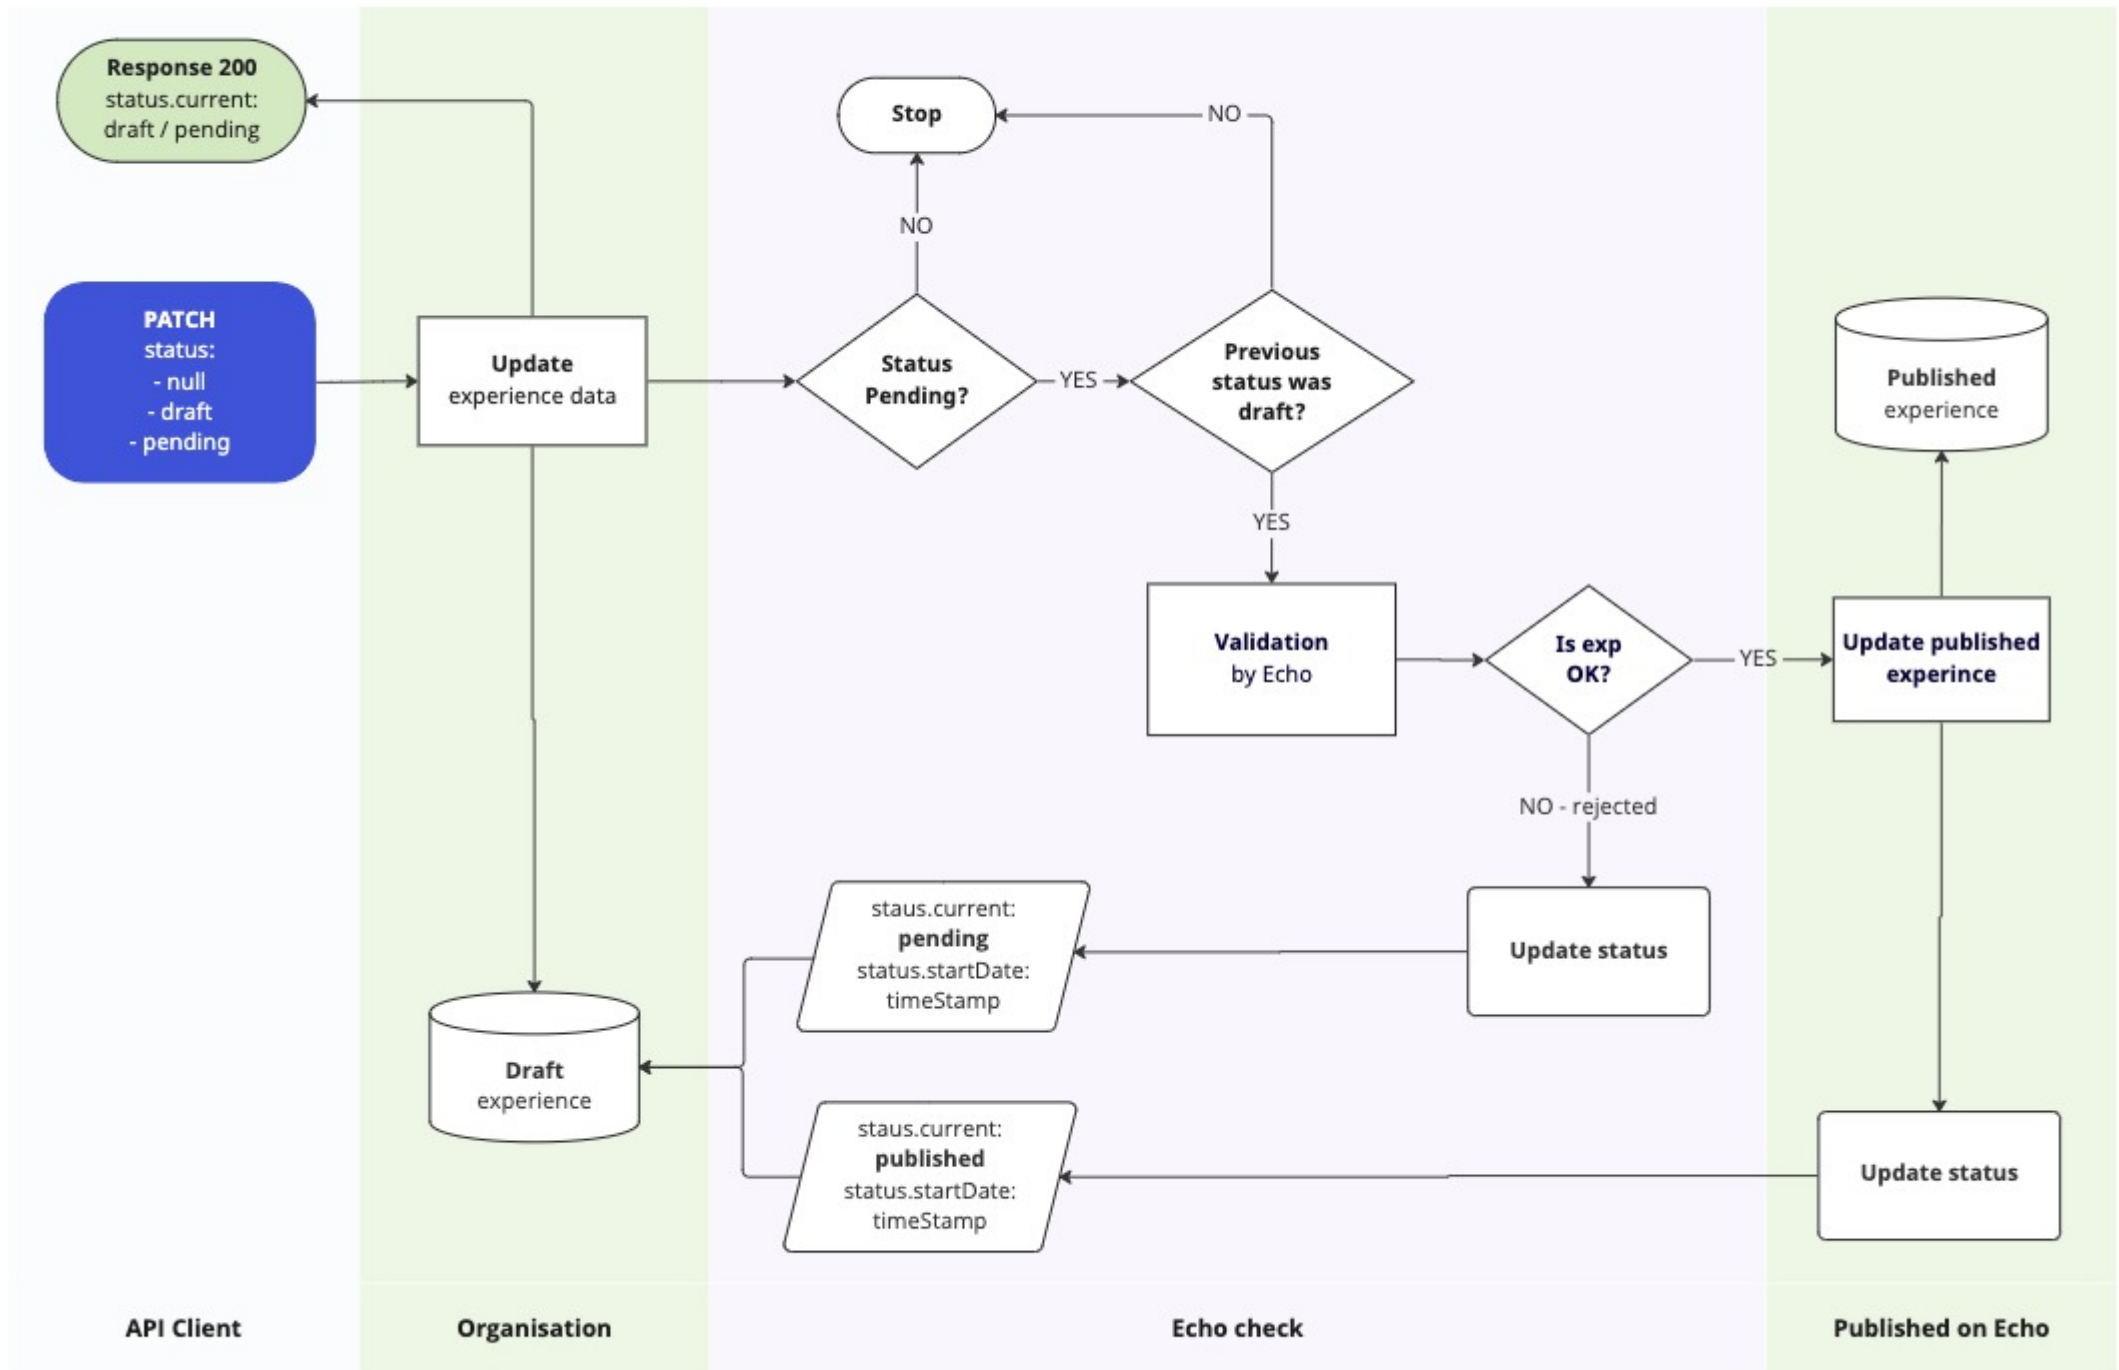 Response 200
status.current:
draft / pending
Stop
NO
NO
PATCH
status:
- null
- draft
- pending
Update
experience data
Status
Pending?
YES
Previous
status was
draft?
Published
experience
YES
Validation
by Echo
Is exp
OK?
YES
Update published
experince
NO - rejected
staus.current:
pending
status.startDate:
timeStamp
Update status
Draft
experience
staus.current:
published
status.startDate:
timeStamp
Update status
API Client
Organisation
Echo check
Published on Echo